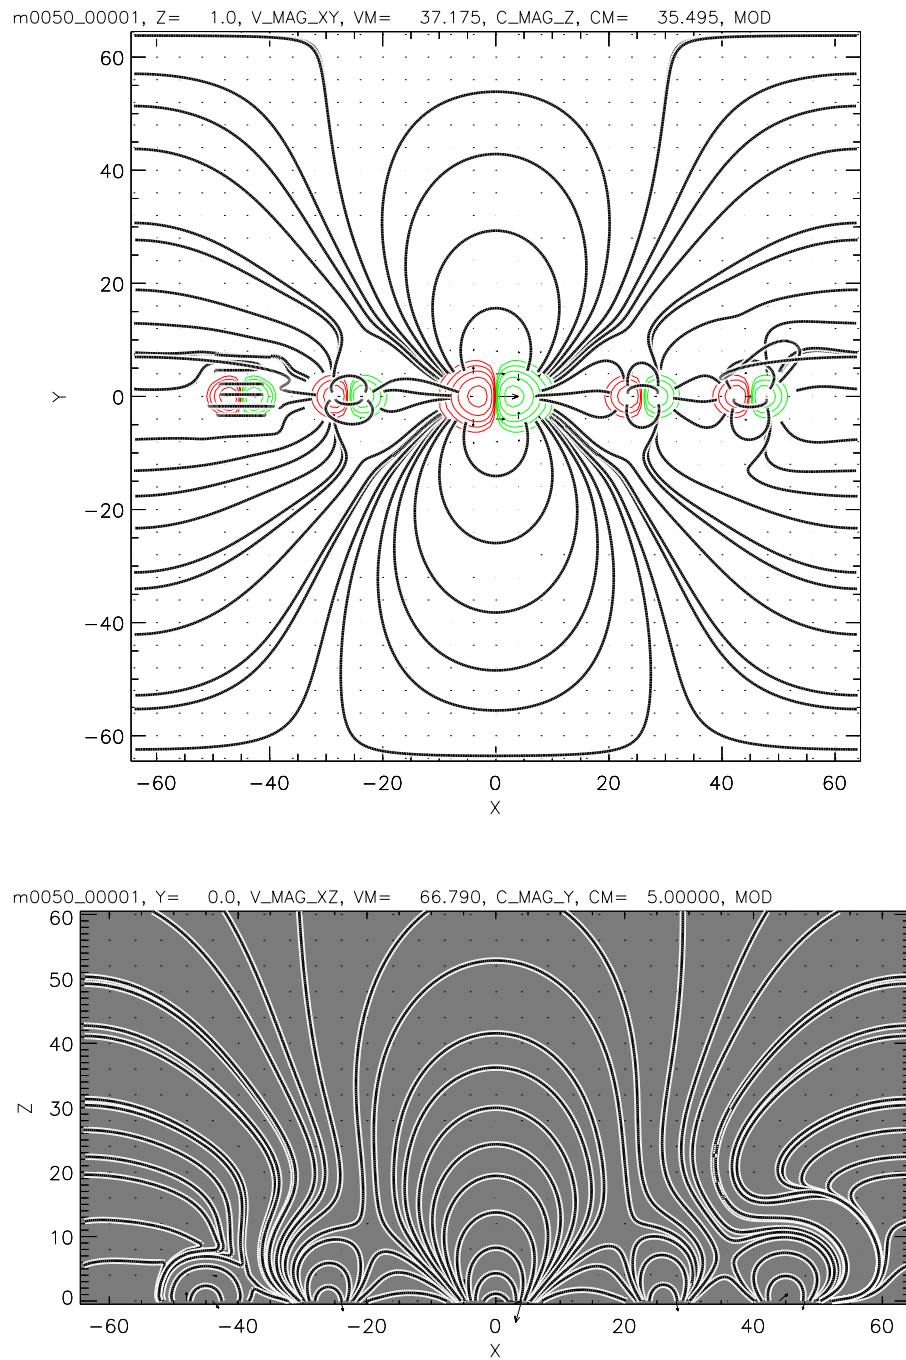 m0050_00001, Z= 1.0, V_MAG_XY, VM= 37.175, C_MAG_Z, CM= 35.495, MOD
60
40
20
0
−20
−40
−60
Y
−60 −40 −20 0 20 40 60
X
m0050_00001, Y= 0.0, V_MAG_XZ, VM= 66.790, C_MAG_Y, CM= 5.00000, MOD
60
50
40
30
20
10
0
Z
−60 −40 −20 0 20 40 60
X